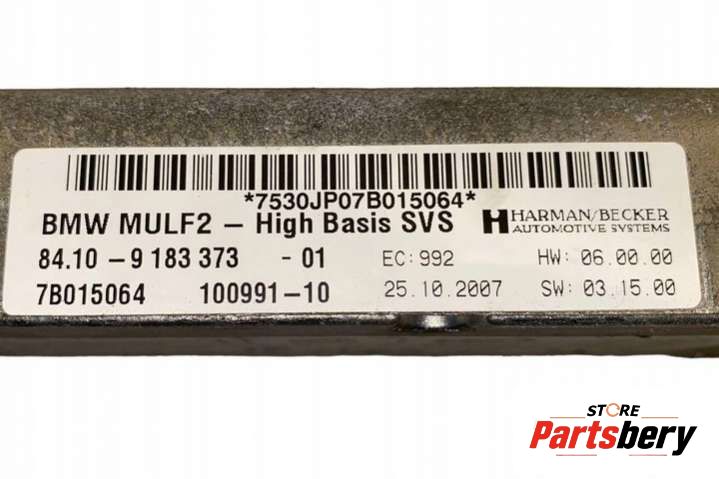 *7530JP07B015064*
BMW MULF2 – High Basis SVS HARMAN/BECKER
AUTOMOTIVE SYSTEMS
84.10 – 9 183 373 - 01 EC: 992 HW: 06.00.00
7B015064 100991–10 25.10.2007 SW: 03.15.00
STORE
Partsbery